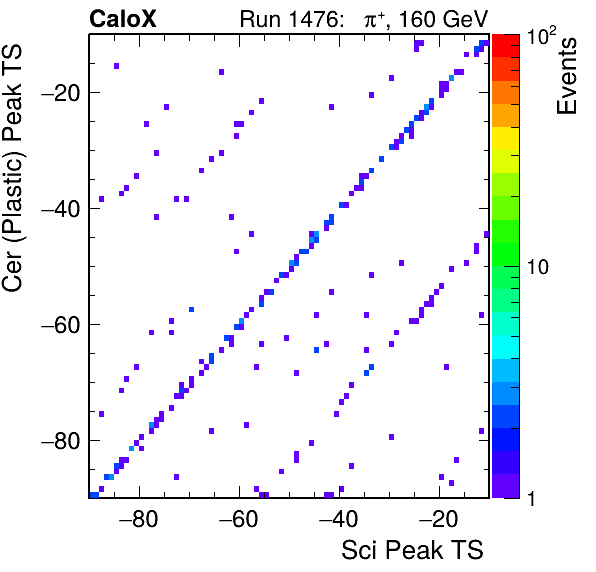 CaloX Run 1476: π⁺, 160 GeV
Cer (Plastic) Peak TS
−20
−40
−60
−80
−80 −60 −40 −20
Sci Peak TS
10²
10
1
Events